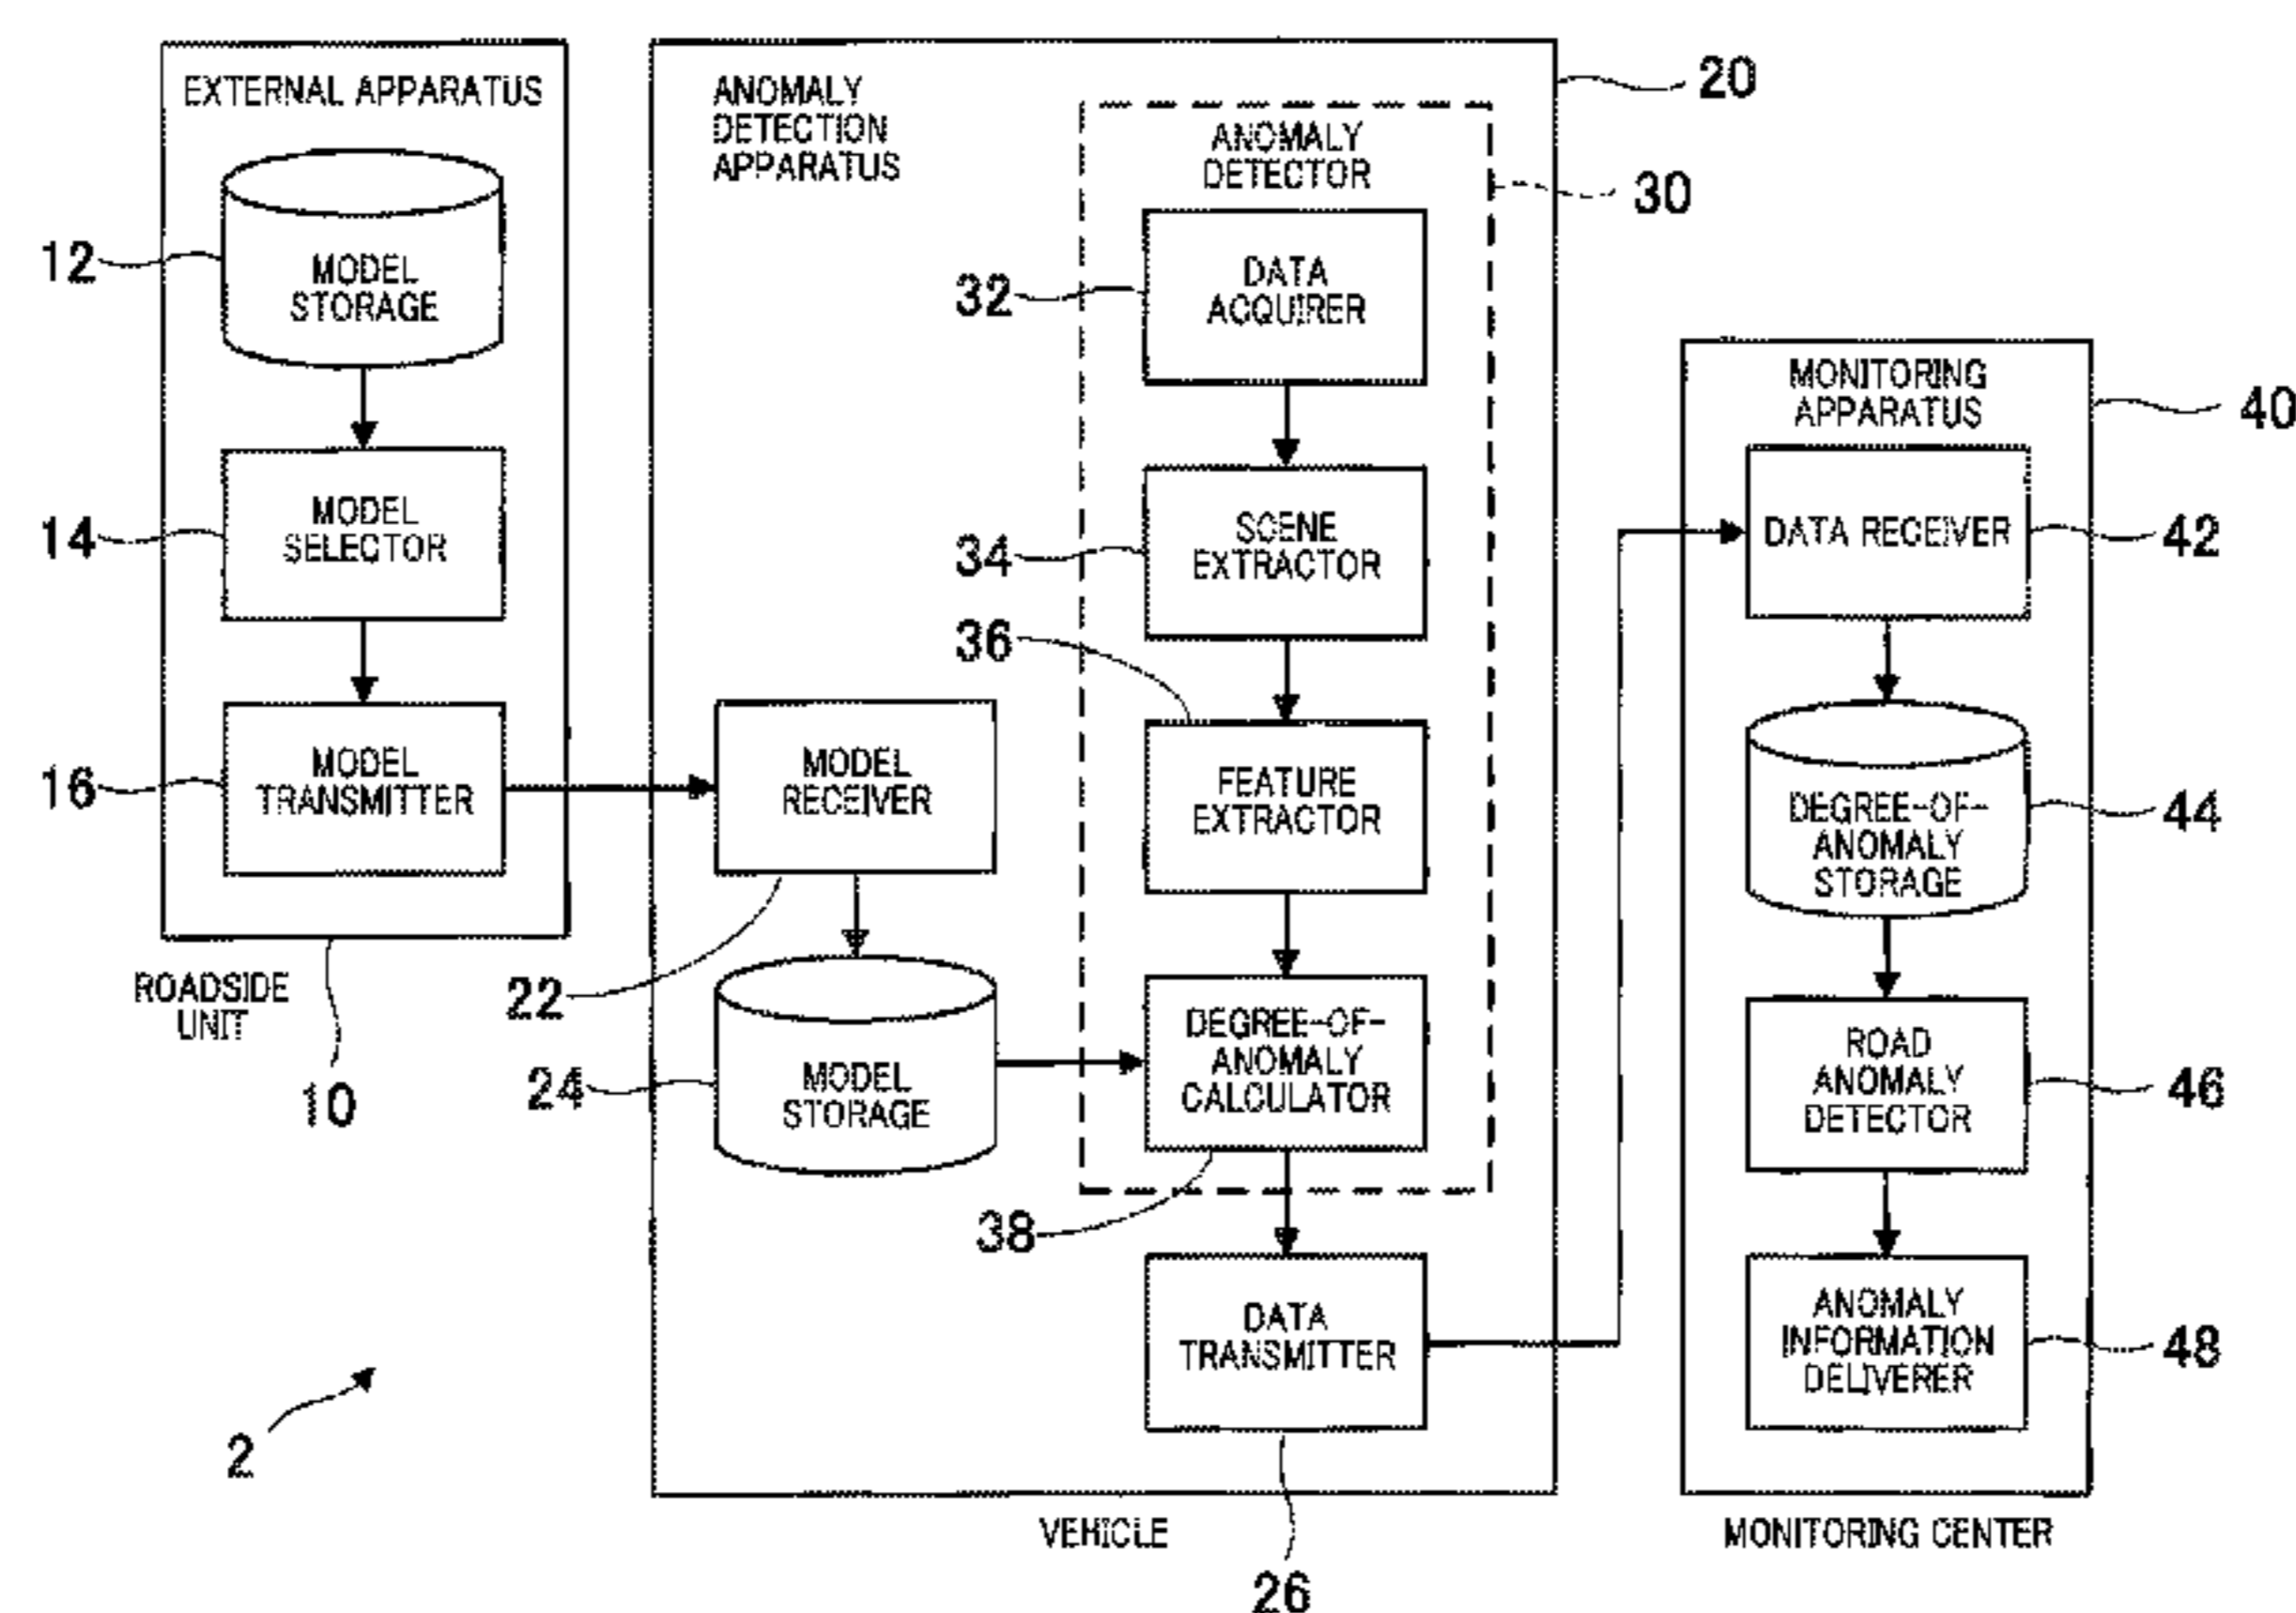 EXTERNAL APPARATUS
12
MODEL
STORAGE
14
MODEL
SELECTOR
16
MODEL
TRANSMITTER
ROADSIDE
UNIT
10
2
ANOMALY
DETECTION
APPARATUS
20
ANOMALY
DETECTOR
30
32
DATA
ACQUIRER
34
SCENE
EXTRACTOR
36
FEATURE
EXTRACTOR
MODEL
RECEIVER
22
24
MODEL
STORAGE
DEGREE-OF-
ANOMALY
CALCULATOR
38
DATA
TRANSMITTER
VEHICLE
26
MONITORING
APPARATUS
40
DATA RECEIVER
42
DEGREE-OF-
ANOMALY
STORAGE
44
ROAD
ANOMALY
DETECTOR
46
ANOMALY
INFORMATION
DELIVERER
48
MONITORING CENTER